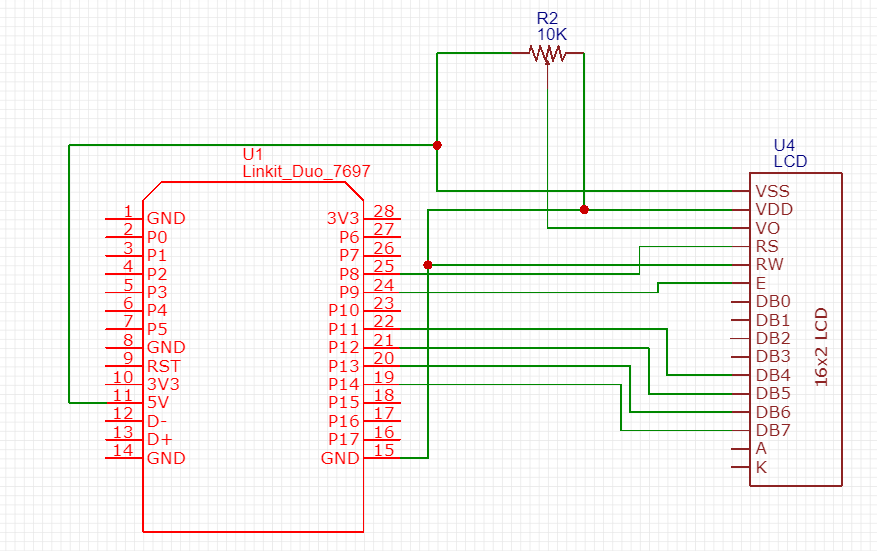 R2
10K
U1
Linkit_Duo_7697
1 GND
2 P0
3 P1
4 P2
5 P3
6 P4
7 P5
8 GND
9 RST
10 3V3
11 5V
12 D-
13 D+
14 GND
3V3 28
P6 27
P7 26
P8 25
P9 24
P10 23
P11 22
P12 21
P13 20
P14 19
P15 18
P16 17
P17 16
GND 15
U4
LCD
VSS
VDD
VO
RS
RW
E
DB0
DB1
DB2
DB3
DB4
DB5
DB6
DB7
A
K
16x2 LCD